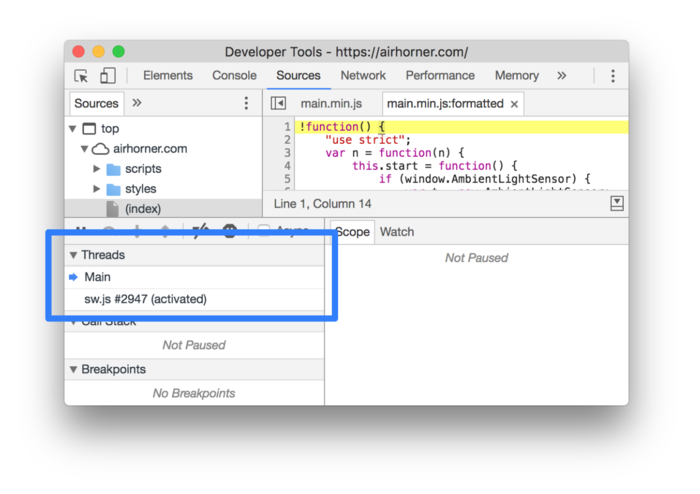 Developer Tools - https://airhorner.com/
Elements Console Sources Network Performance Memory »
Sources » main.min.js main.min.js:formatted ×
top
airhorner.com
scripts
styles
(index)
1 !function() {
2 "use strict";
3 var n = function(n) {
4 this.start = function() {
5 if (window.AmbientLightSensor) {
Line 1, Column 14
Async
Scope Watch
Threads
Main
sw.js #2947 (activated)
Call Stack
Not Paused
Breakpoints
No Breakpoints
Not Paused